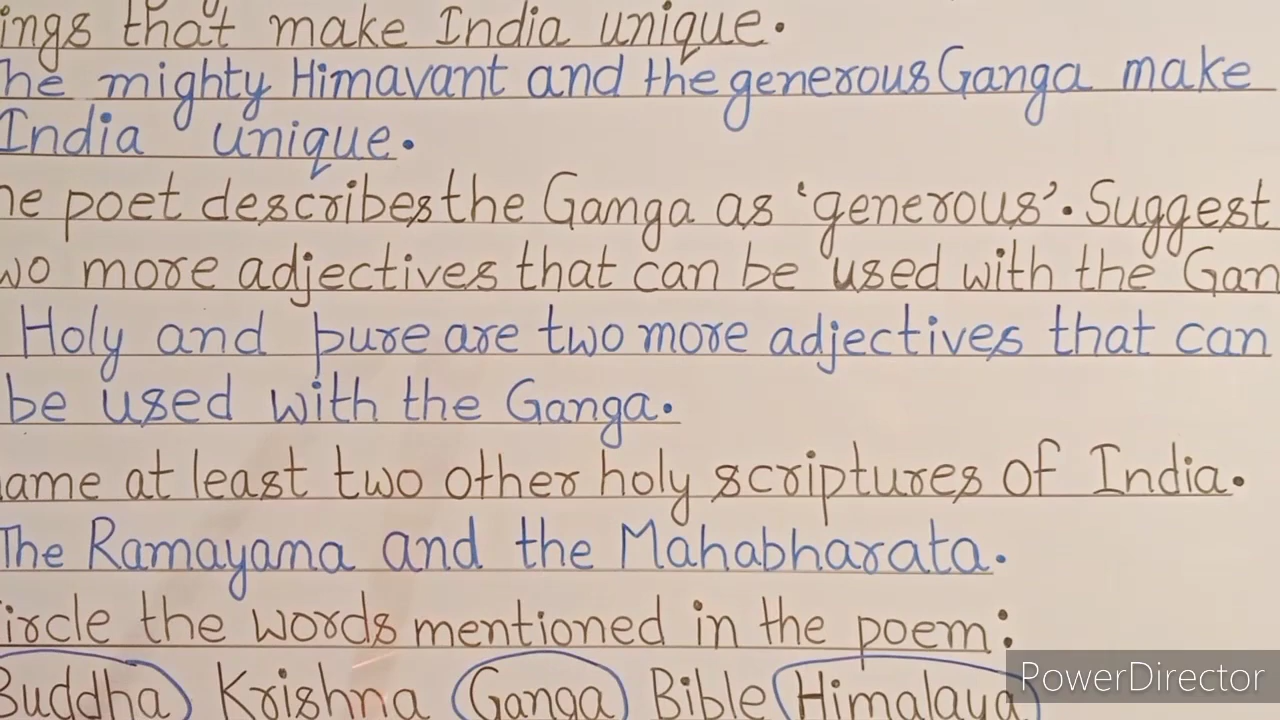 ings that make India unique.
he mighty Himavant and the generous Ganga make
India unique.
he poet describes the Ganga as 'generous'. Suggest
wo more adjectives that can be used with the Gan
Holy and pure are two more adjectives that can
be used with the Ganga.
ame at least two other holy scriptures of India.
The Ramayana and the Mahabharata.
ircle the words mentioned in the poem:
Buddha Krishna Ganga Bible Himalaya
PowerDirector